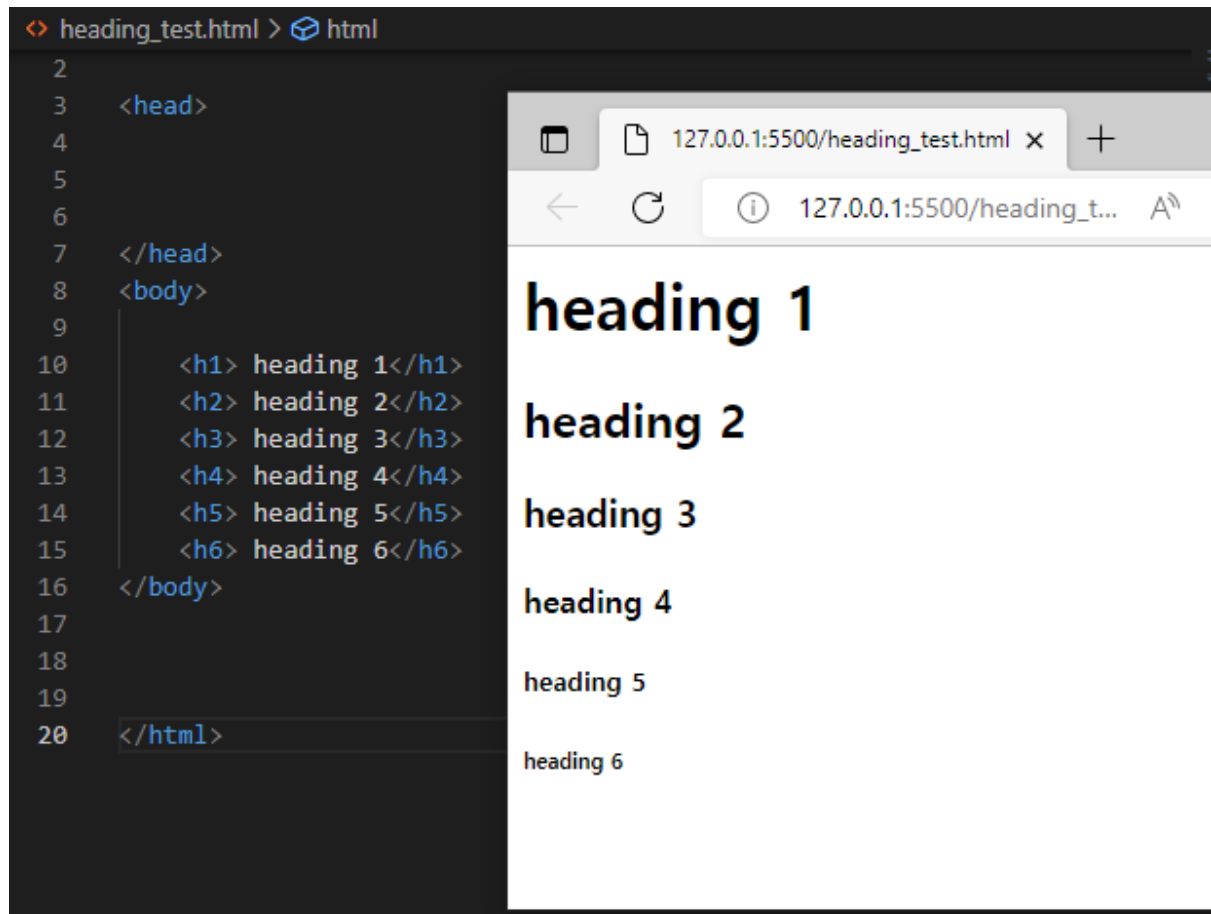 heading_test.html > html
2
3 <head>
4
5
6
7 </head>
8 <body>
9
10 <h1> heading 1</h1>
11 <h2> heading 2</h2>
12 <h3> heading 3</h3>
13 <h4> heading 4</h4>
14 <h5> heading 5</h5>
15 <h6> heading 6</h6>
16 </body>
17
18
19
20 </html>
127.0.0.1:5500/heading_test.html
127.0.0.1:5500/heading_t...
heading 1
heading 2
heading 3
heading 4
heading 5
heading 6